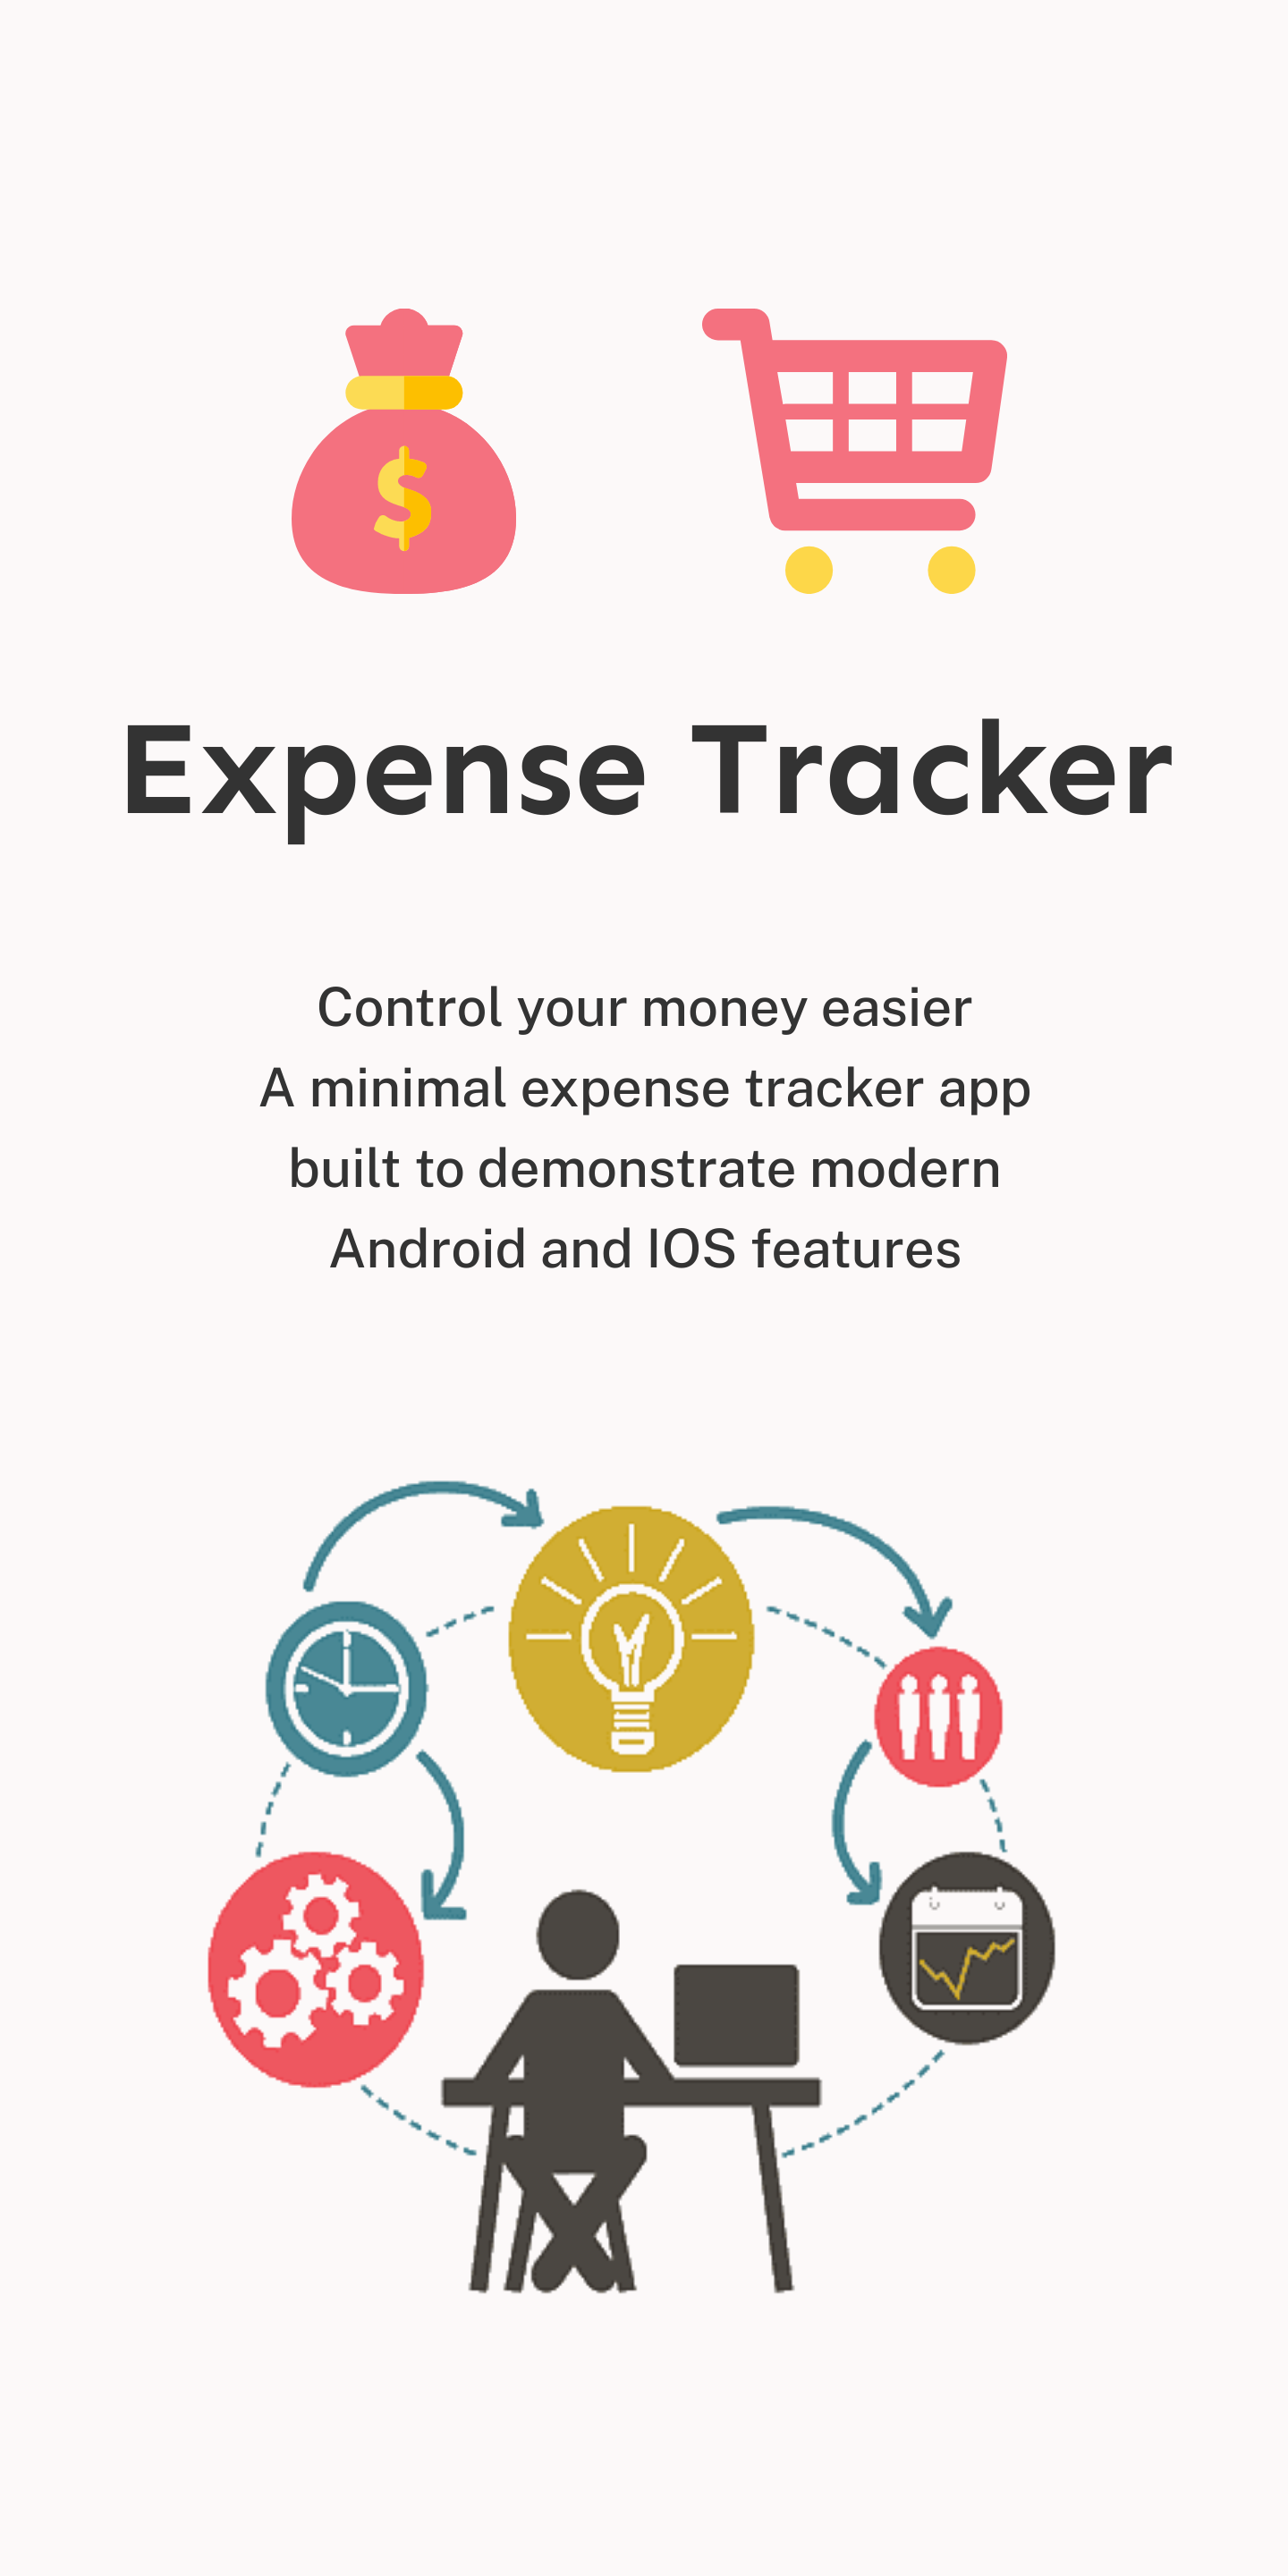 $
Expense Tracker
Control your money easier
A minimal expense tracker app
built to demonstrate modern
Android and IOS features